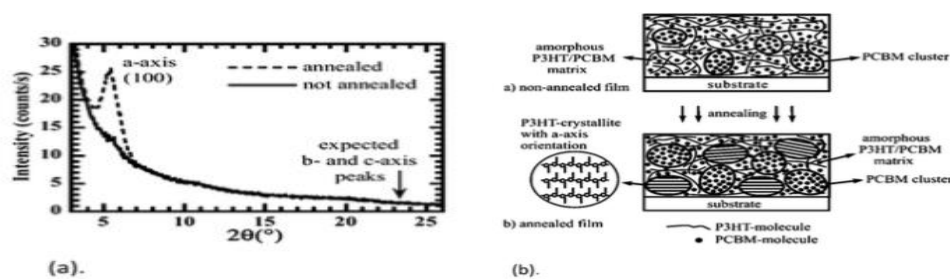 30
25
20
15
10
5
0
Intensity (counts/s)
a-axis
(100)
annealed
not annealed
expected
b- and c-axis
peaks
5
10
15
20
25
2θ(°)
(a).
amorphous
P3HT/PCBM
matrix
PCBM cluster
substrate
a) non-annealed film
annealing
P3HT-crystallite
with a-axis
orientation
amorphous
P3HT/PCBM
matrix
PCBM cluster
substrate
b) annealed film
P3HT-molecule
PCBM-molecule
(b).